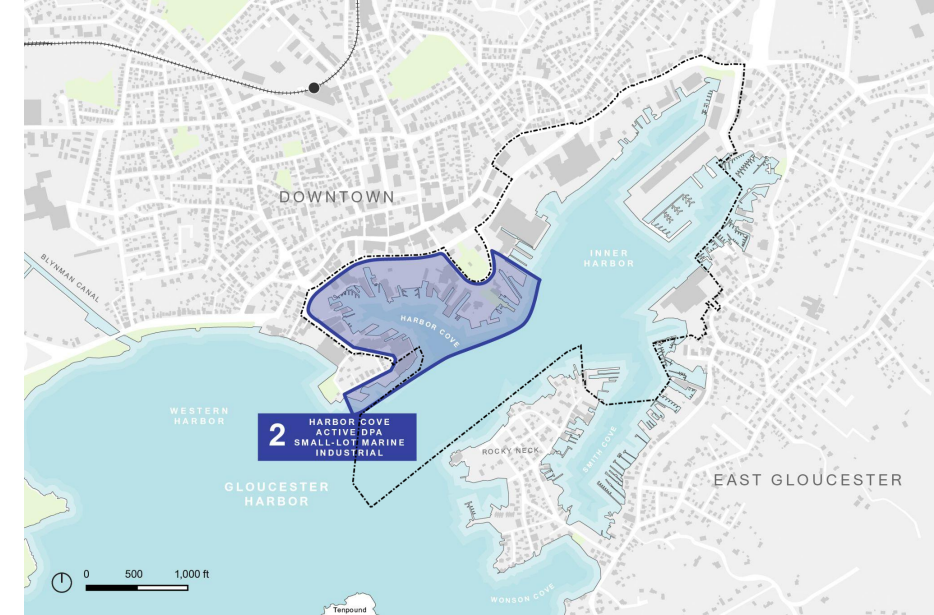 DOWNTOWN
BLYNMAN CANAL
INNER
HARBOR
HARBOR COVE
WESTERN
HARBOR
2
HARBOR COVE
ACTIVE DPA
SMALL-LOT MARINE
INDUSTRIAL
ROCKY NECK
SMITH COVE
EAST GLOUCESTER
GLOUCESTER
HARBOR
0 500 1,000 ft
WONSON COVE
Tenpound